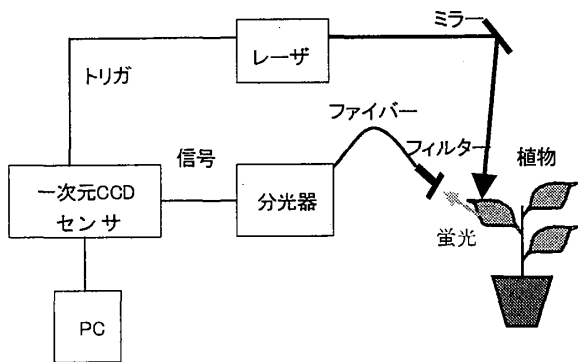 ミラー
レーザ
トリガ
ファイバー
フィルター
植物
信号
一次元CCD
センサ
分光器
蛍光
PC